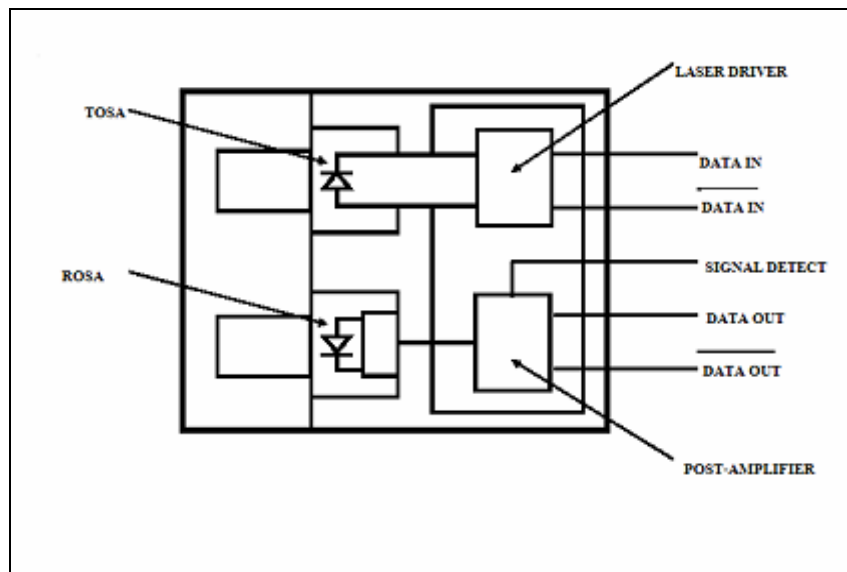 LASER DRIVER
TOSA
DATA IN
DATA IN
SIGNAL DETECT
ROSA
DATA OUT
DATA OUT
POST-AMPLIFIER